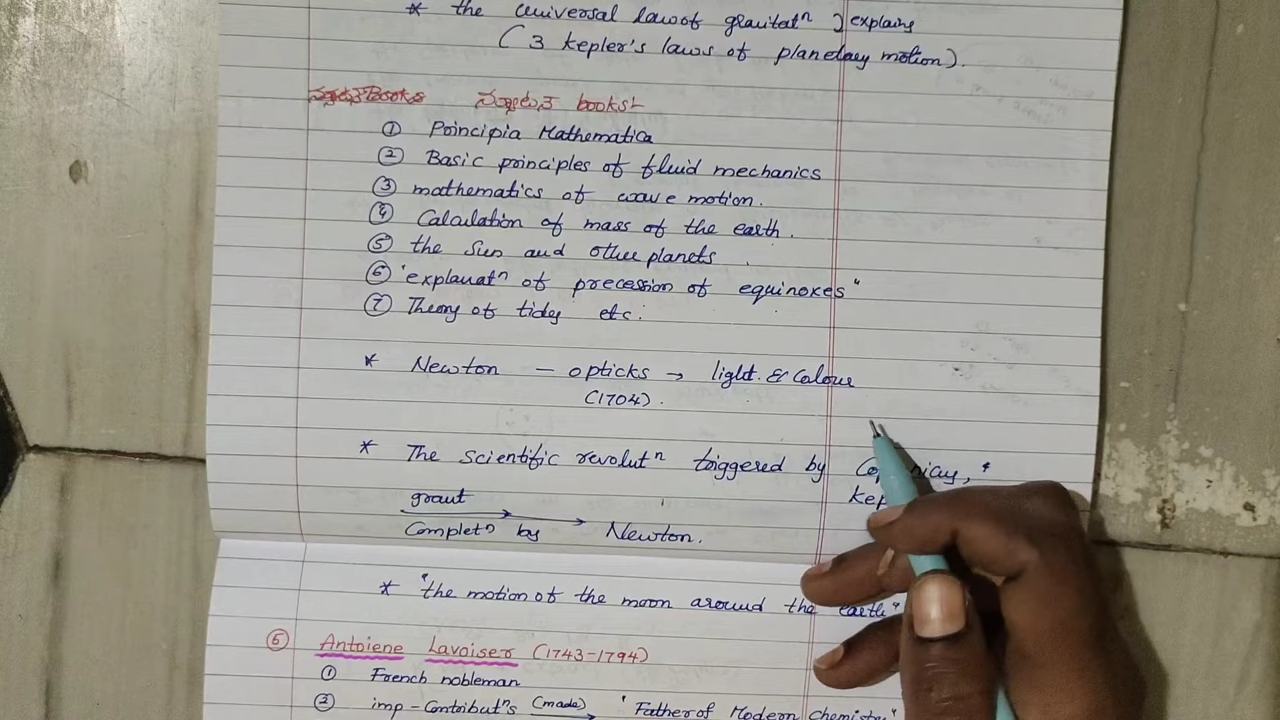 * the universal law of gravitatⁿ } explains
( 3 kepler's laws of planetary motion).
books
① Principia Mathematica
② Basic principles of fluid mechanics
③ mathematics of wave motion.
④ Calculation of mass of the earth.
⑤ the Sun and other planets.
⑥ 'explanatⁿ of precession of equinoxes"
⑦ Theory of tides etc.
* Newton - opticks → light & Colour
(1704).
* The scientific revolutⁿ triggered by
great
Completⁿ by → Newton.
* "the motion of the moon around the earth"
⑥ Antoiene Lavoiser (1743-1794)
① French nobleman
② imp-Contributⁿs (made) → 'Father of Modern Chemistry"